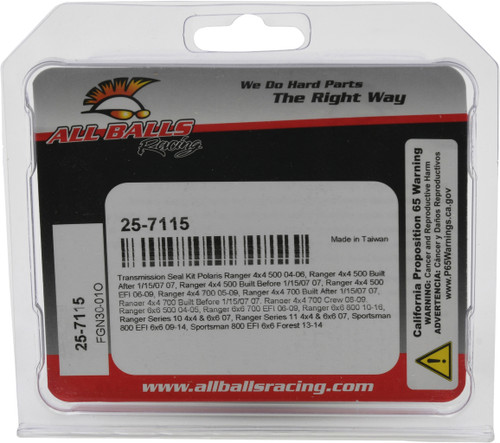 We Do Hard Parts
The Right Way
ALL BALLS
Racing
25-7115
Made in Taiwan
Transmission Seal Kit Polaris Ranger 4x4 500 04-06, Ranger 4x4 500 Built
After 1/15/07 07, Ranger 4x4 500 Built Before 1/15/07 07, Ranger 4x4 500
EFI 06-09, Ranger 4x4 700 05-09, Ranger 4x4 700 Built After 1/15/07 07,
Ranger 4x4 700 Built Before 1/15/07 07, Ranger 4x4 700 Crew 08-09,
Ranger 6x6 500 04-05, Ranger 6x6 700 EFI 06-09, Ranger 6x6 800 10-16,
Ranger Series 10 4x4 & 6x6 07, Ranger Series 11 4x4 & 6x6 07, Sportsman
800 EFI 6x6 09-14, Sportsman 800 EFI 6x6 Forest 13-14
25-7115
FGN30-01O
California Proposition 65 Warning
WARNING: Cancer and Reproductive Harm
ADVERTENCIA: Cáncer y Daños Reproductivos
www.P65Warnings.ca.gov
www.allballsracing.com